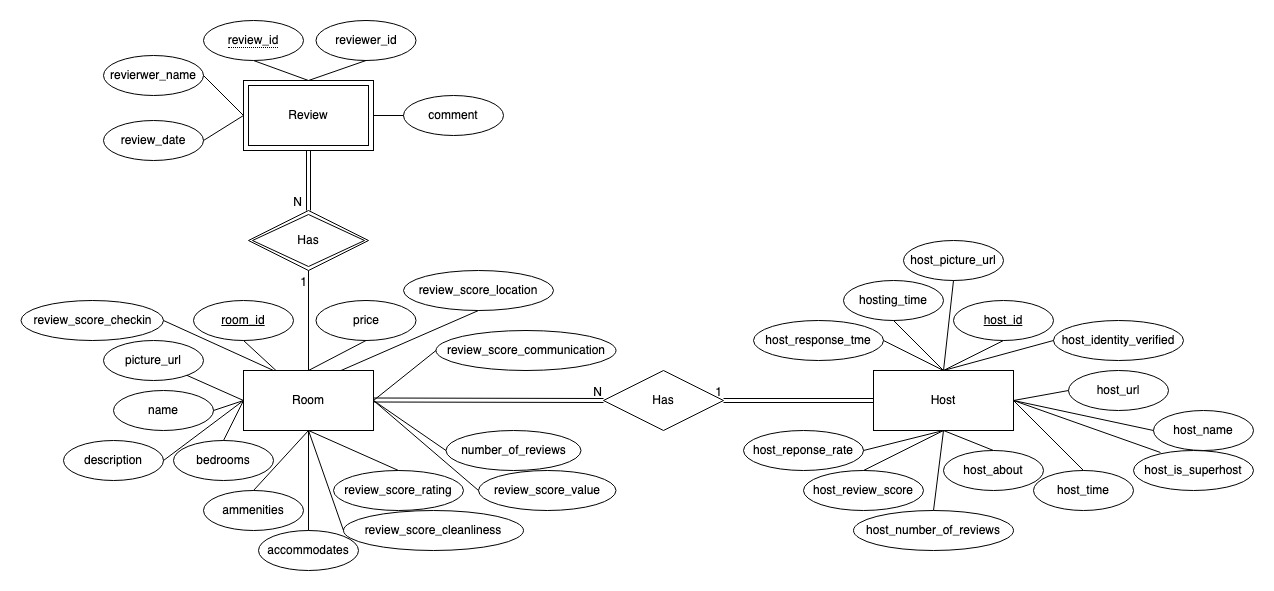 review_id
reviewer_id
revierwer_name
Review
comment
review_date
N
Has
1
host_picture_url
review_score_location
hosting_time
review_score_checkin
room_id
price
host_id
host_response_tme
host_identity_verified
picture_url
review_score_communication
host_url
name
Room
N
Has
1
Host
host_name
description
bedrooms
number_of_reviews
host_reponse_rate
host_about
host_is_superhost
review_score_rating
review_score_value
host_review_score
host_time
ammenities
review_score_cleanliness
host_number_of_reviews
accommodates